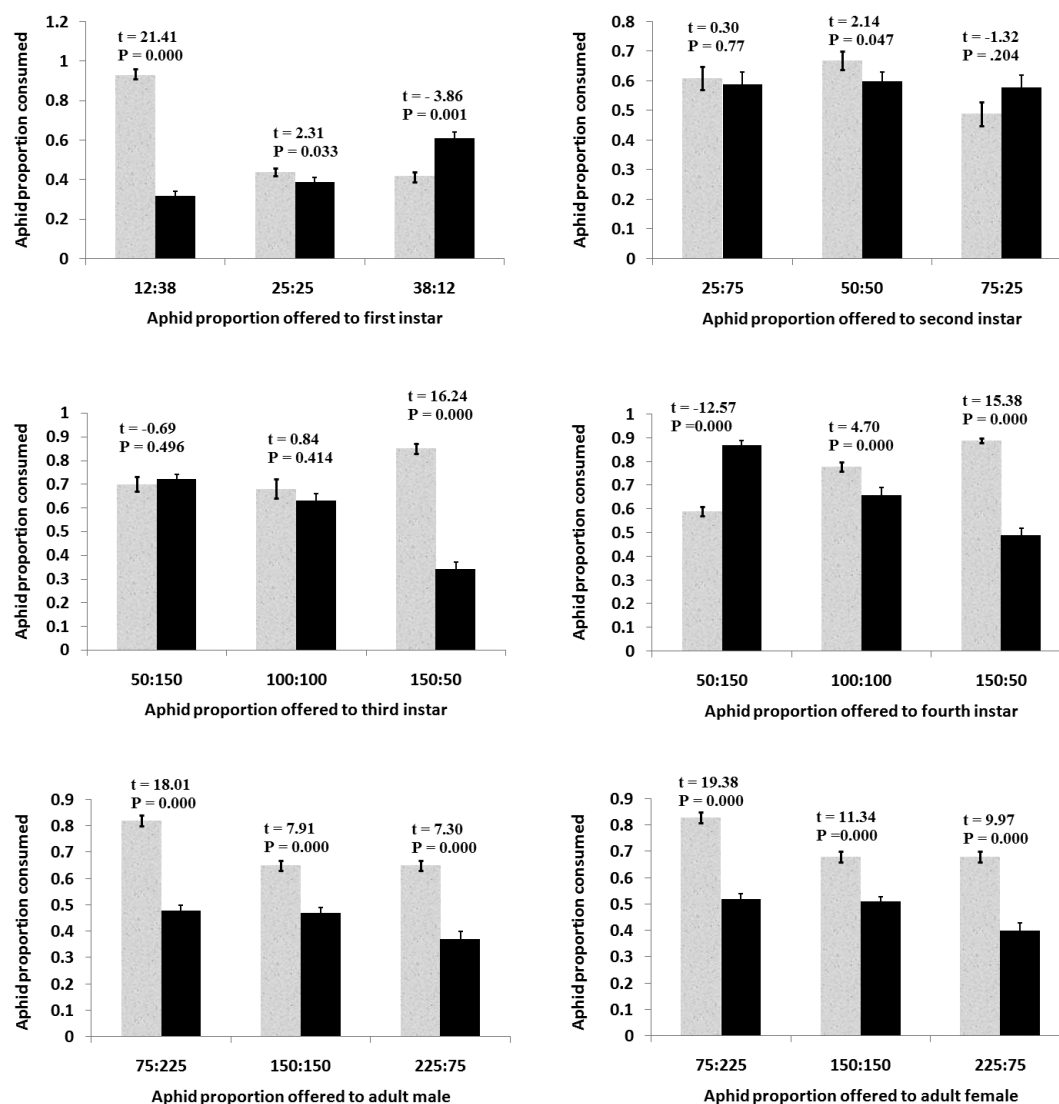 Aphid proportion consumed
1.2
1
0.8
0.6
0.4
0.2
0
t = 21.41
P = 0.000
t = 2.31
P = 0.033
t = - 3.86
P = 0.001
12:38
25:25
38:12
Aphid proportion offered to first instar
Aphid proportion consumed
0.8
0.7
0.6
0.5
0.4
0.3
0.2
0.1
0
t = 0.30
P = 0.77
t = 2.14
P = 0.047
t = -1.32
P = .204
25:75
50:50
75:25
Aphid proportion offered to second instar
Aphid proportion consumed
1
0.9
0.8
0.7
0.6
0.5
0.4
0.3
0.2
0.1
0
t = -0.69
P = 0.496
t = 0.84
P = 0.414
t = 16.24
P = 0.000
50:150
100:100
150:50
Aphid proportion offered to third instar
Aphid proportion consumed
1
0.9
0.8
0.7
0.6
0.5
0.4
0.3
0.2
0.1
0
t = -12.57
P =0.000
t = 4.70
P = 0.000
t = 15.38
P = 0.000
50:150
100:100
150:50
Aphid proportion offered to fourth instar
Aphid proportion consumed
0.9
0.8
0.7
0.6
0.5
0.4
0.3
0.2
0.1
0
t = 18.01
P = 0.000
t = 7.91
P = 0.000
t = 7.30
P = 0.000
75:225
150:150
225:75
Aphid proportion offered to adult male
Aphid proportion consumed
0.9
0.8
0.7
0.6
0.5
0.4
0.3
0.2
0.1
0
t = 19.38
P = 0.000
t = 11.34
P =0.000
t = 9.97
P = 0.000
75:225
150:150
225:75
Aphid proportion offered to adult female